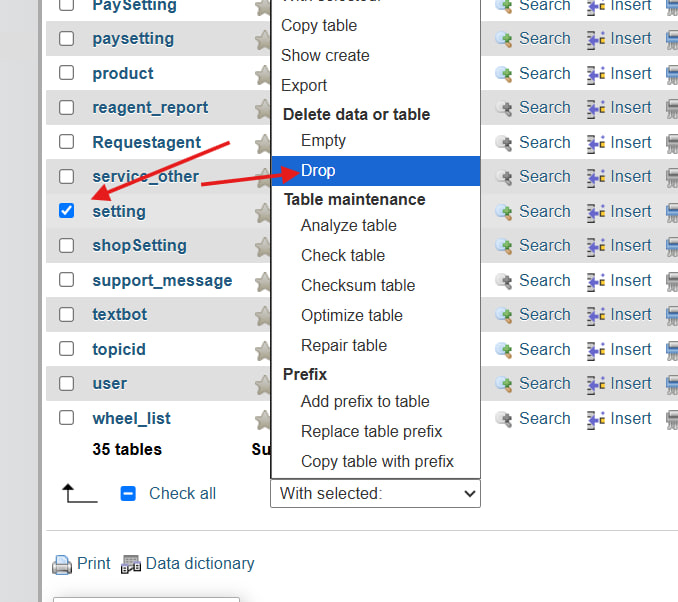 PaySetting Search Insert
With selected:
Copy table
paysetting Search Insert
Show create
product Search Insert
Export
reagent_report Search Insert
Delete data or table
Requestagent Empty Search Insert
service_other Drop Search Insert
Table maintenance
setting Search Insert
Analyze table
shopSetting Search Insert
Check table
support_message Checksum table Search Insert
textbot Optimize table Search Insert
topicid Repair table Search Insert
Prefix
user Search Insert
Add prefix to table
wheel_list Search Insert
Replace table prefix
35 tables Su
Copy table with prefix
Check all With selected:
Print Data dictionary